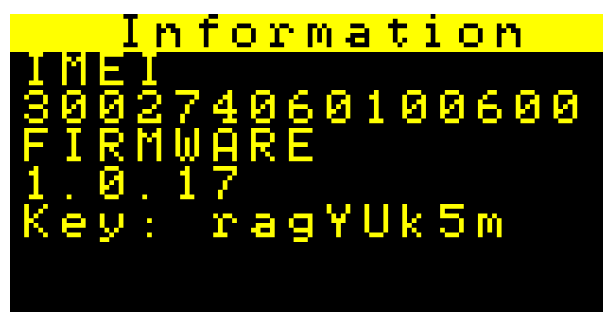 Information
IMEI
300274060100600
FIRMWARE
1.0.17
Key: ragYUk5m